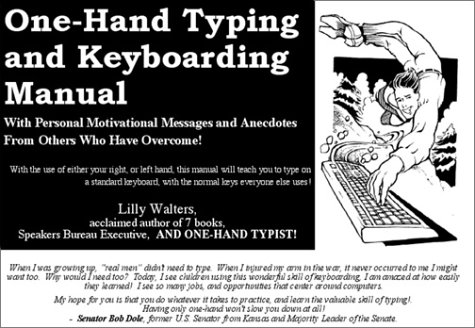 One-Hand Typing
and Keyboarding
Manual
With Personal Motivational Messages and Anecdotes
From Others Who Have Overcome!
With the use of either your right, or left hand, this manual will teach you to type on
a standard keyboard, with the normal keys everyone else uses!
Lilly Walters,
acclaimed author of 7 books,
Speakers Bureau Executive, AND ONE-HAND TYPIST!
When I was growing up, "real men" didn't need to type. When I injured my arm in the war, it never occurred to me I might
want too. Why would I need too? Today, I see children using this wonderful skill of keyboarding, I am amazed at how easily
they learned! I see so many jobs, and opportunities that center around computers.
My hope for you is that you do whatever it takes to practice, and learn the valuable skill of typing!.
Having only one-hand won't slow you down at all!
- Senator Bob Dole, former U.S. Senator from Kansas and Majority Leader of the Senate.